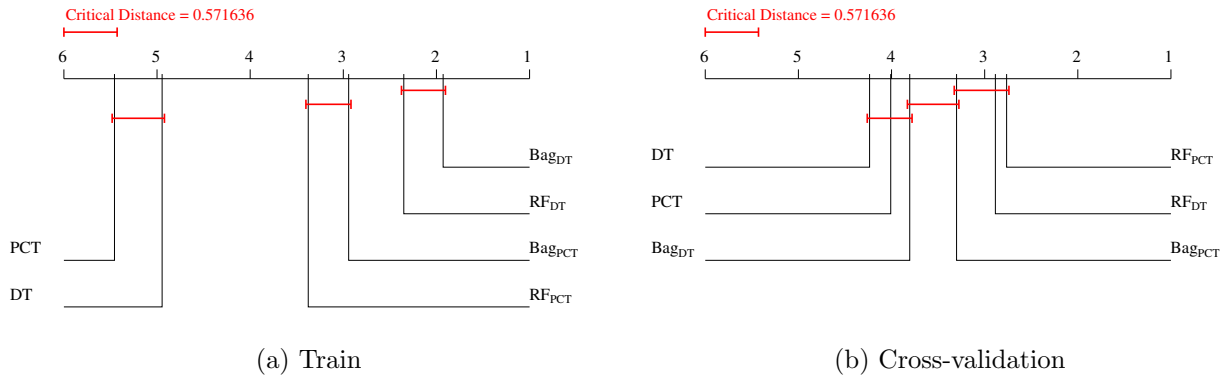 Critical Distance = 0.571636
6 5 4 3 2 1
Bag_DT
RF_DT
PCT Bag_PCT
DT RF_PCT
(a) Train
Critical Distance = 0.571636
6 5 4 3 2 1
DT RF_PCT
PCT RF_DT
Bag_DT Bag_PCT
(b) Cross-validation